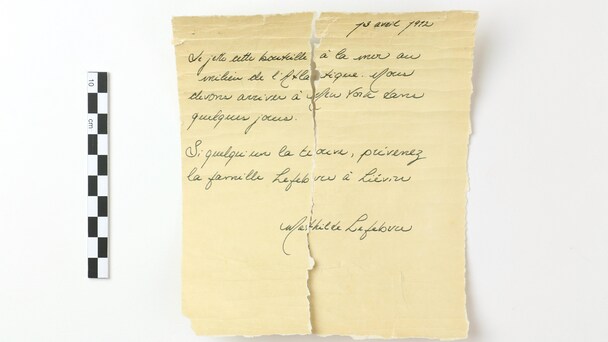 13 avril 1912
Je jette cette bouteille à la mer au
milieu de l'Atlantique. Nous
devons arriver à New York dans
quelques jours.
Si quelqu'un la trouve, prévenez
la famille Lefebvre à Liévin
Mathilde Lefebvre
10
cm
0